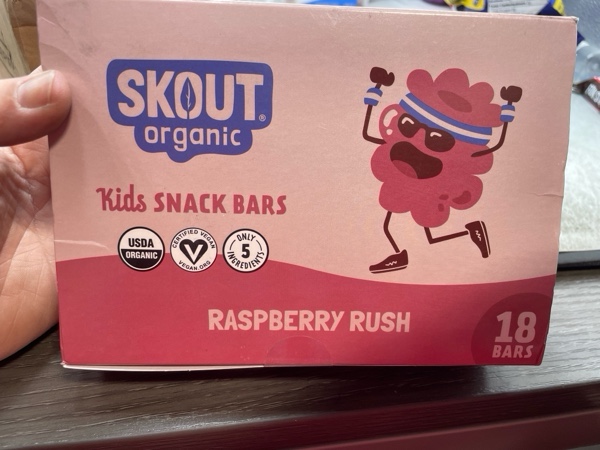 SKOUT®
organic
Kids SNACK BARS
USDA
ORGANIC
CERTIFIED VEGAN
VEGAN.ORG
ONLY
5
INGREDIENTS
RASPBERRY RUSH
18
BARS